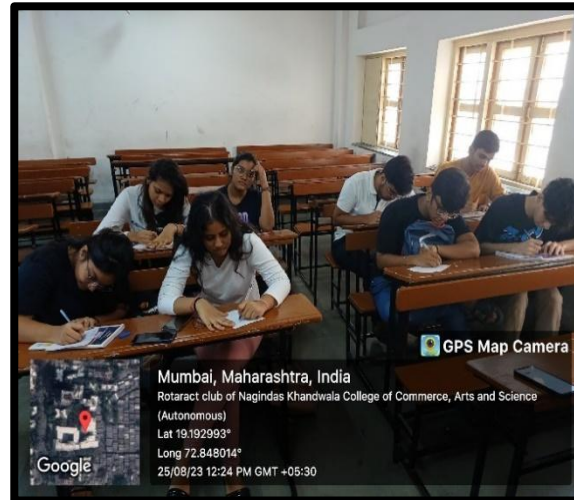 GPS Map Camera
Mumbai, Maharashtra, India
Rotaract club of Nagindas Khandwala College of Commerce, Arts and Science
(Autonomous)
Lat 19.192993°
Long 72.848014°
25/08/23 12:24 PM GMT +05:30
Google